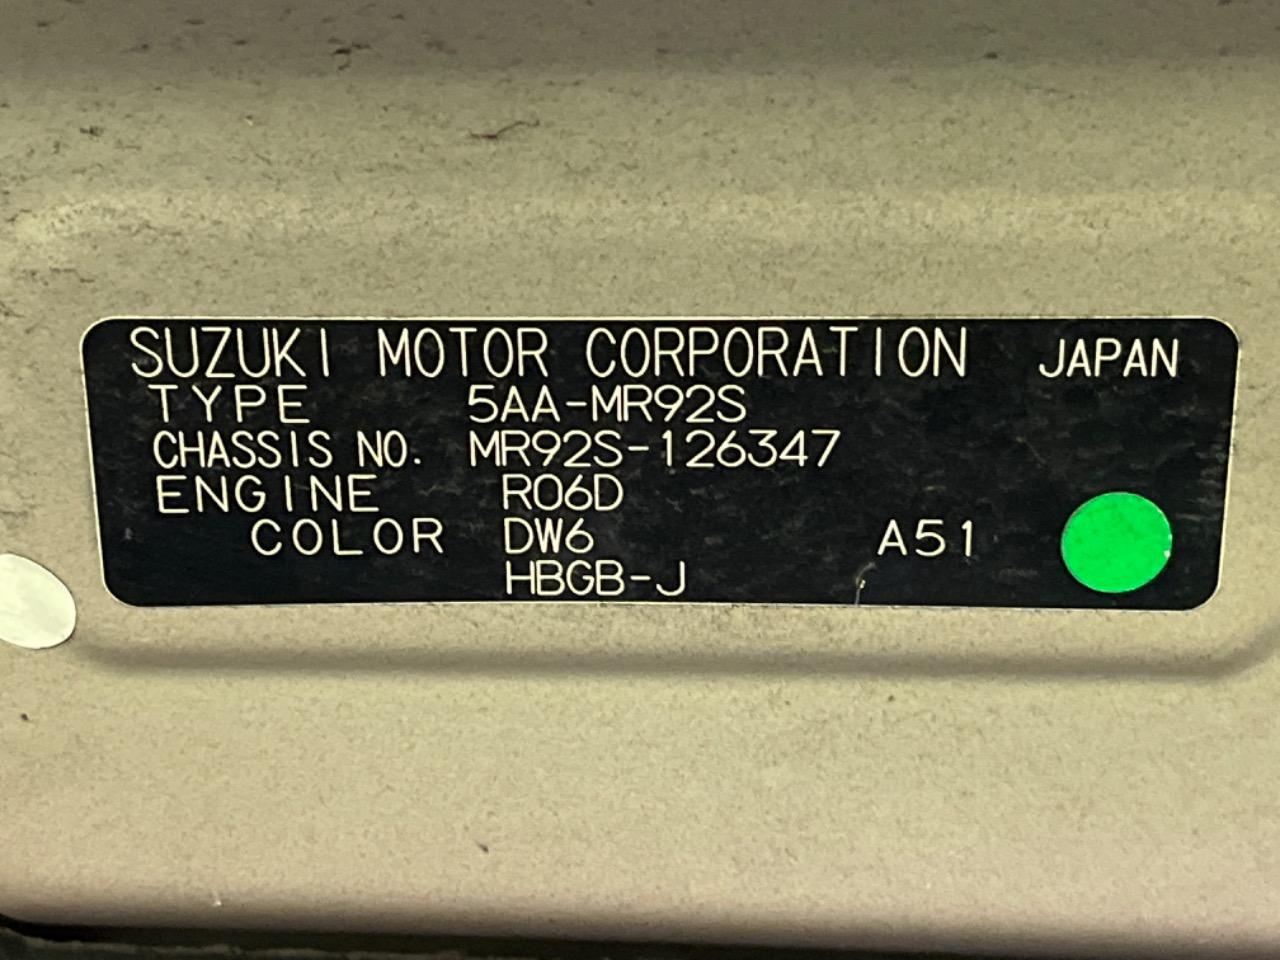 SUZUKI MOTOR CORPORATION JAPAN
TYPE 5AA-MR92S
CHASSIS NO. MR92S-126347
ENGINE R06D
COLOR DW6 A51
HBGB-J